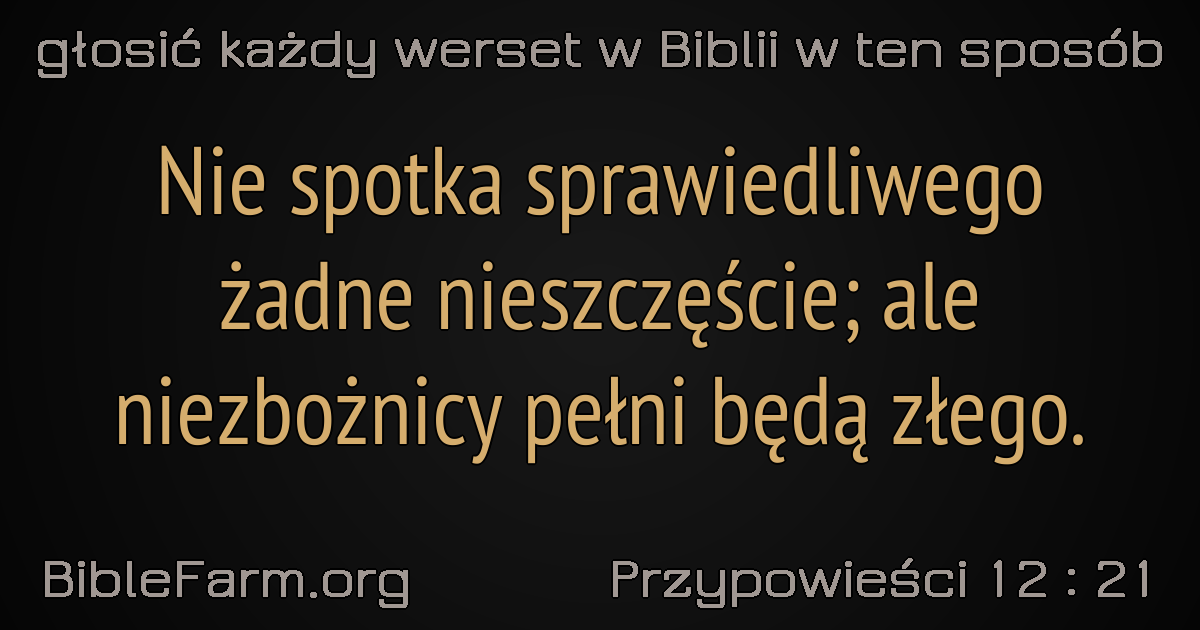 głosić każdy werset w Biblii w ten sposób
Nie spotka sprawiedliwego
żadne nieszczęście; ale
niezbożnicy pełni będą złego.
BibleFarm.org
Przypowieści 12 : 21